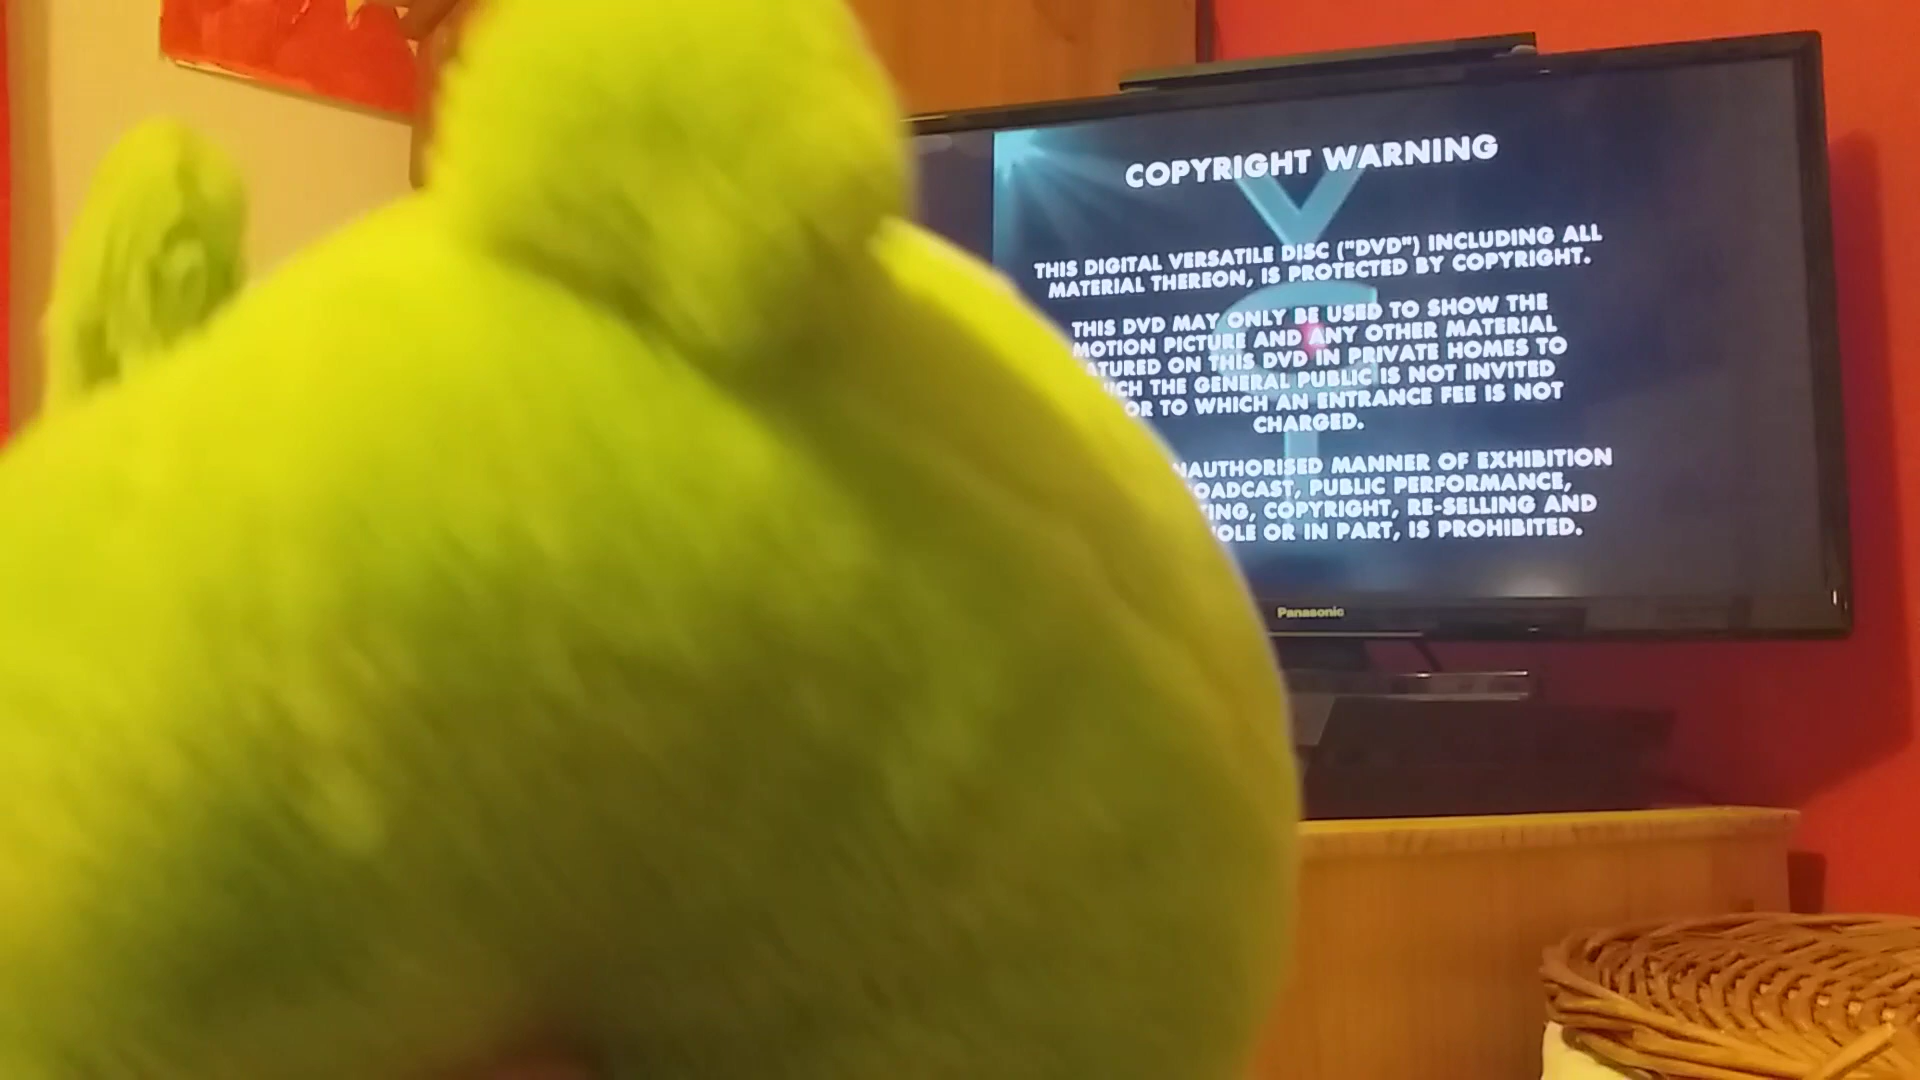 COPYRIGHT WARNING
THIS DIGITAL VERSATILE DISC ("DVD") INCLUDING ALL
MATERIAL THEREON, IS PROTECTED BY COPYRIGHT.
THIS DVD MAY ONLY BE USED TO SHOW THE
MOTION PICTURE AND ANY OTHER MATERIAL
ON THIS DVD IN PRIVATE HOMES TO
THE GENERAL PUBLIC IS NOT INVITED
OR TO WHICH AN ENTRANCE FEE IS NOT
CHARGED.
MANNER OF EXHIBITION
PUBLIC PERFORMANCE,
COPYRIGHT, RE-SELLING AND
OR IN PART, IS PROHIBITED.
Panasonic